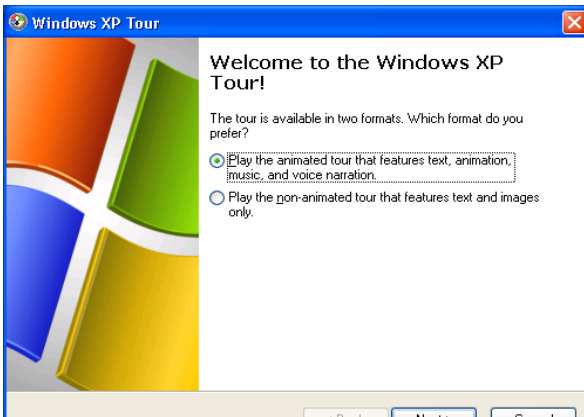 Windows XP Tour
Welcome to the Windows XP
Tour!
The tour is available in two formats. Which format do you
prefer?
Play the animated tour that features text, animation,
music, and voice narration.
Play the non-animated tour that features text and images
only.